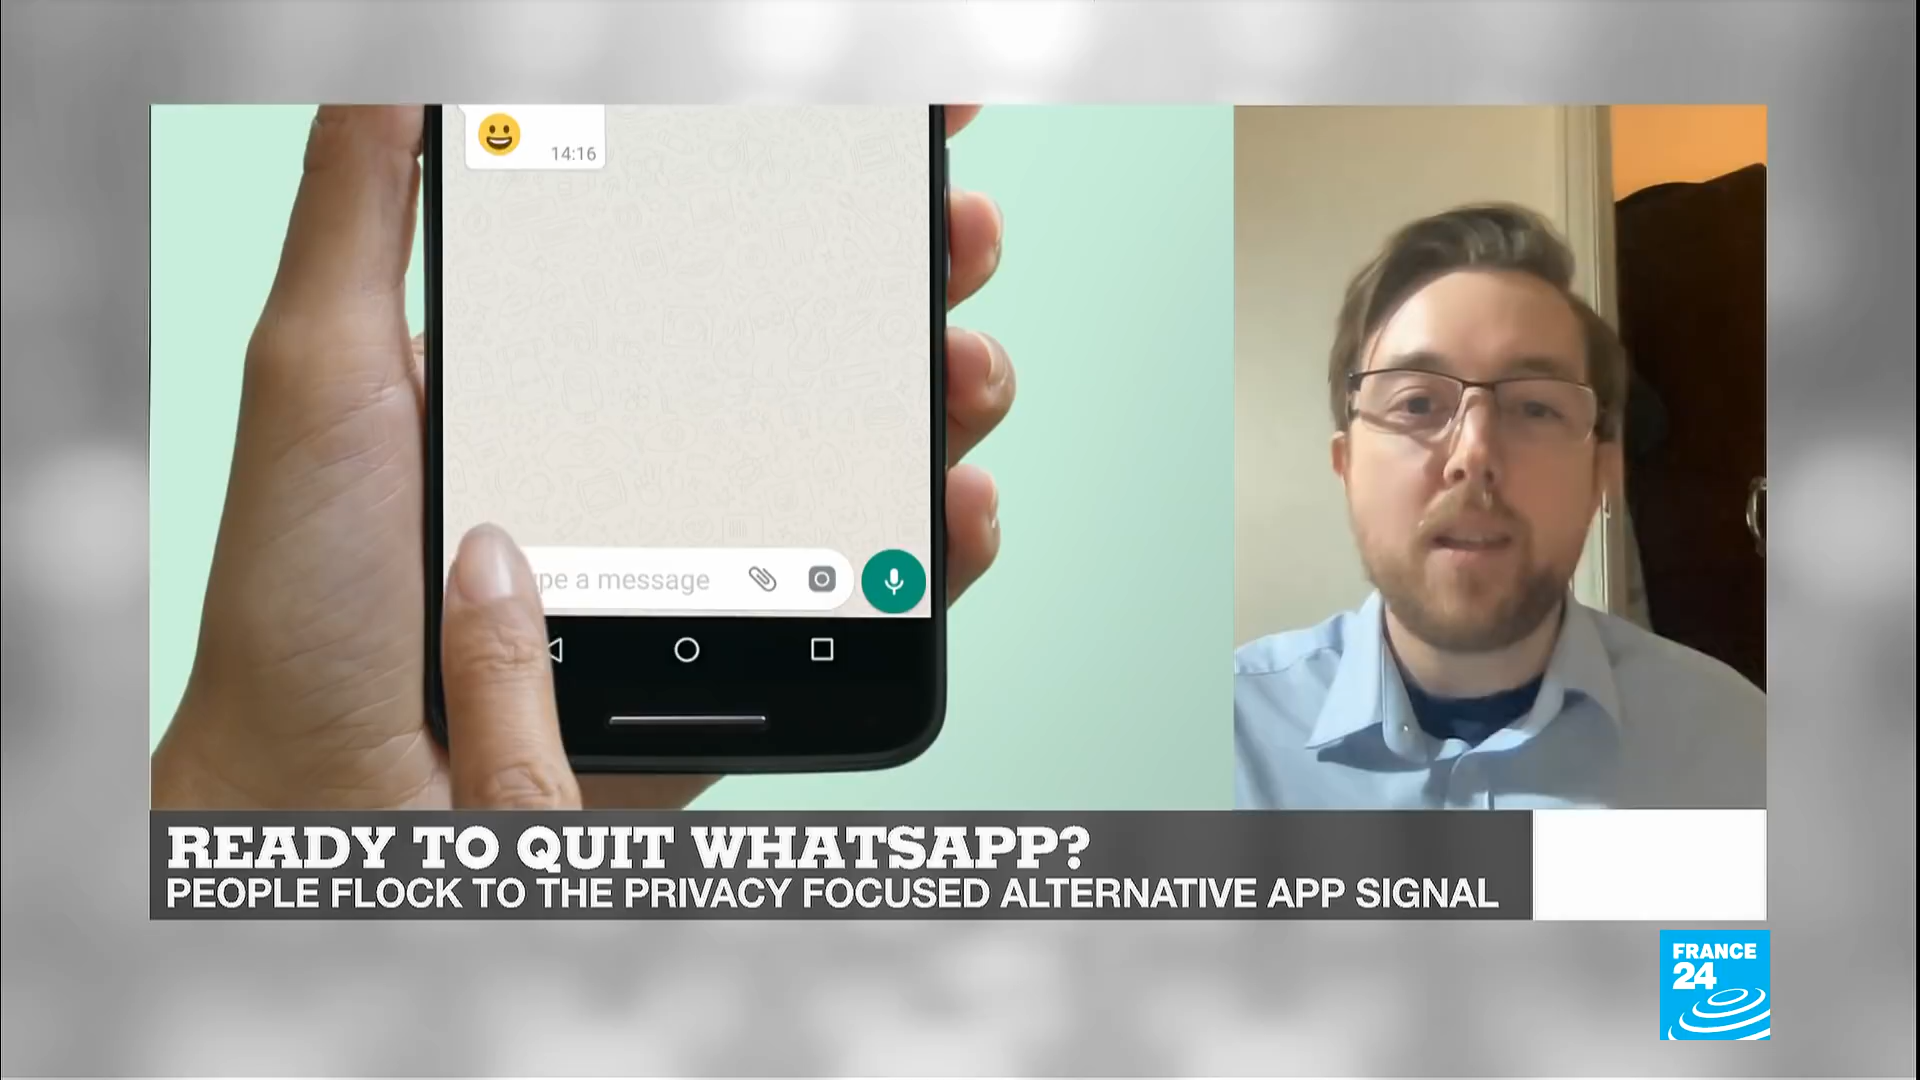 14:16
pe a message
READY TO QUIT WHATSAPP?
PEOPLE FLOCK TO THE PRIVACY FOCUSED ALTERNATIVE APP SIGNAL
FRANCE
24